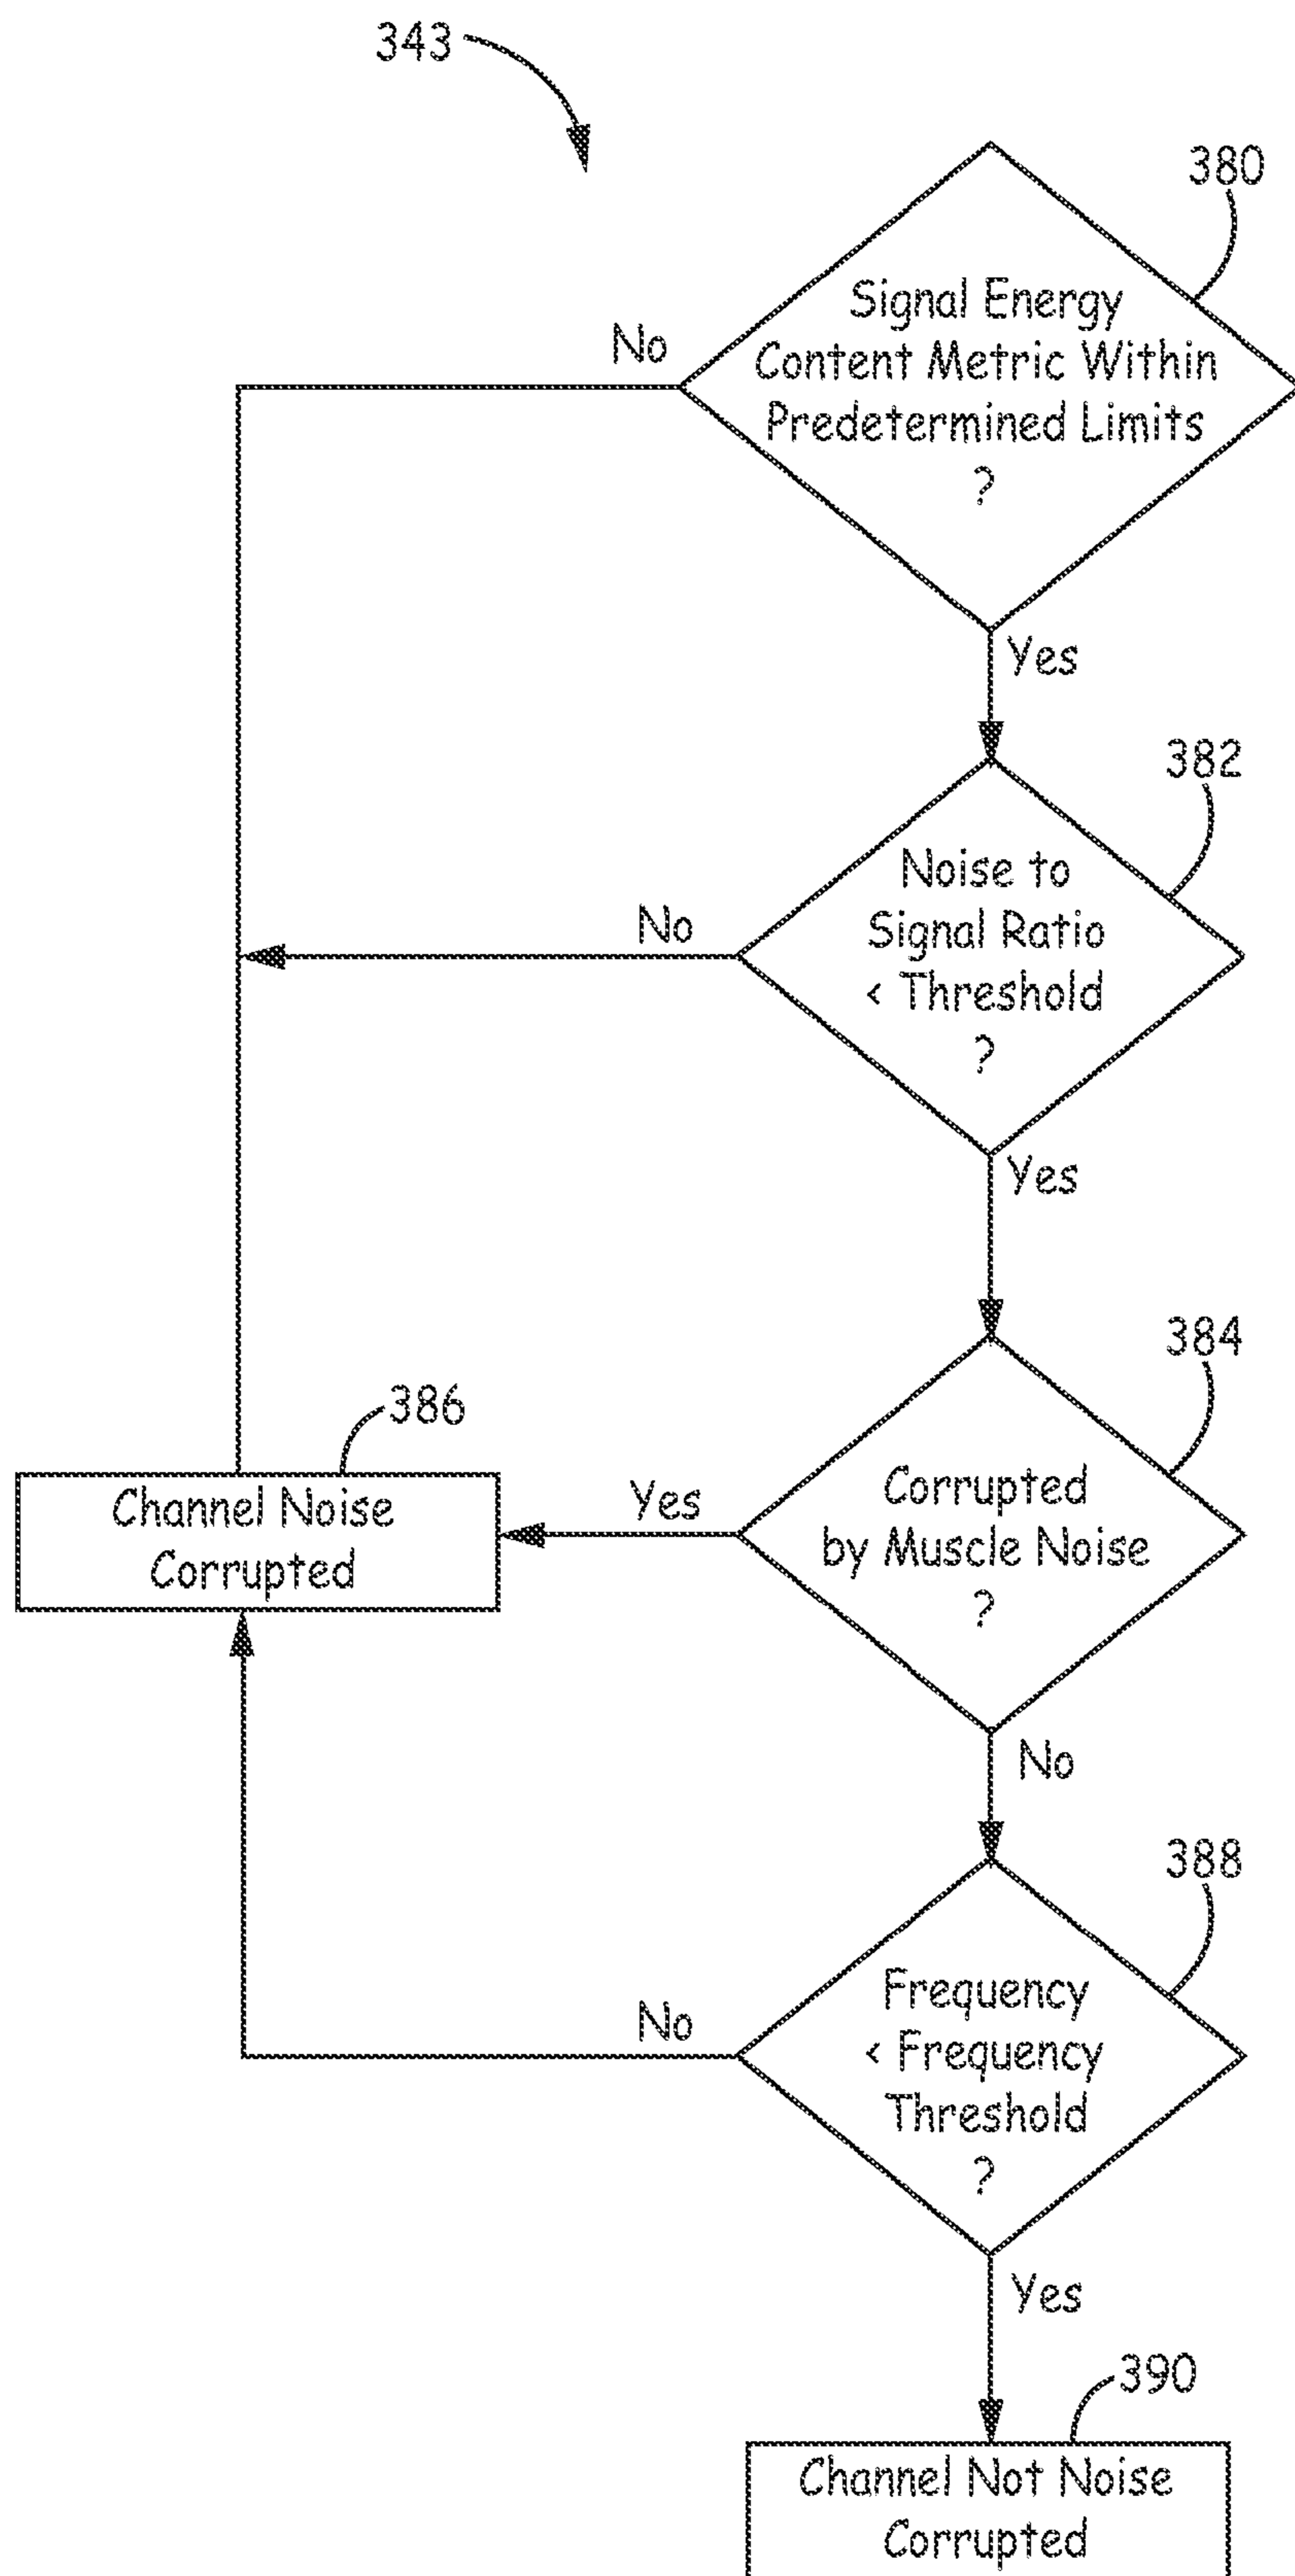 343
380
Signal Energy
Content Metric Within
Predetermined Limits
?
No
Yes
382
Noise to
Signal Ratio
< Threshold
?
No
Yes
384
Corrupted
by Muscle Noise
?
Yes
386
Channel Noise
Corrupted
No
388
Frequency
< Frequency
Threshold
?
No
Yes
390
Channel Not Noise
Corrupted